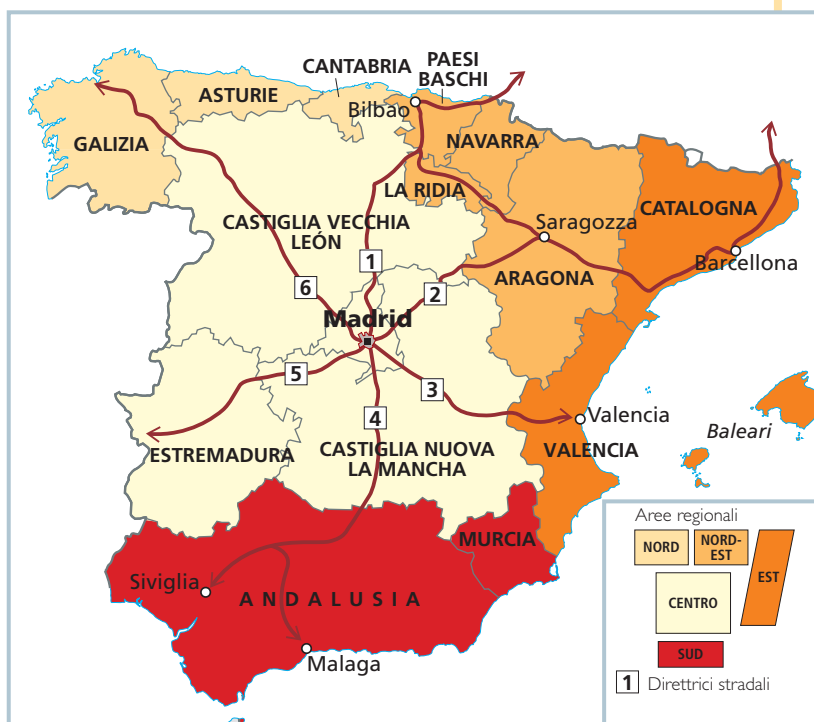 CANTABRIA
PAESI
BASCHI
ASTURIE
Bilbao
GALIZIA
NAVARRA
LA RIDIA
CATALOGNA
CASTIGLIA VECCHIA
LEÓN
Saragozza
Barcellona
1
ARAGONA
6
2
Madrid
5
3
4
Valencia
Baleari
ESTREMADURA
CASTIGLIA NUOVA
LA MANCHA
VALENCIA
MURCIA
Siviglia
ANDALUSIA
Malaga
Aree regionali
NORD
NORD-
EST
EST
CENTRO
SUD
1 Direttrici stradali